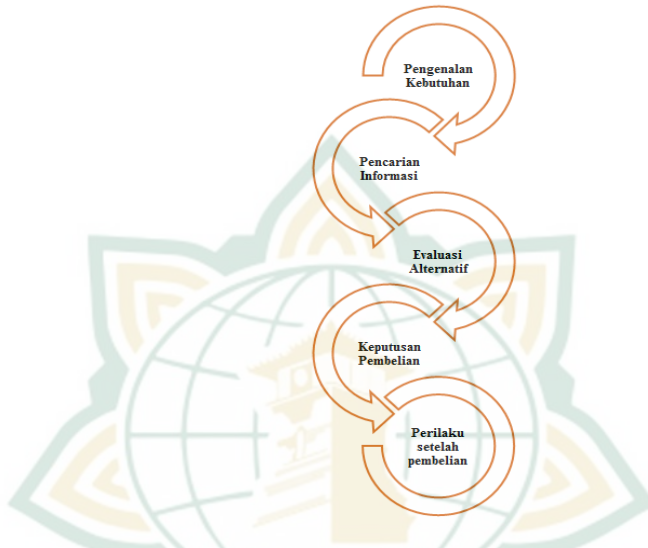 Pengenalan
Kebutuhan
Pencarian
Informasi
Evaluasi
Alternatif
Keputusan
Pembelian
Perilaku
setelah
pembelian